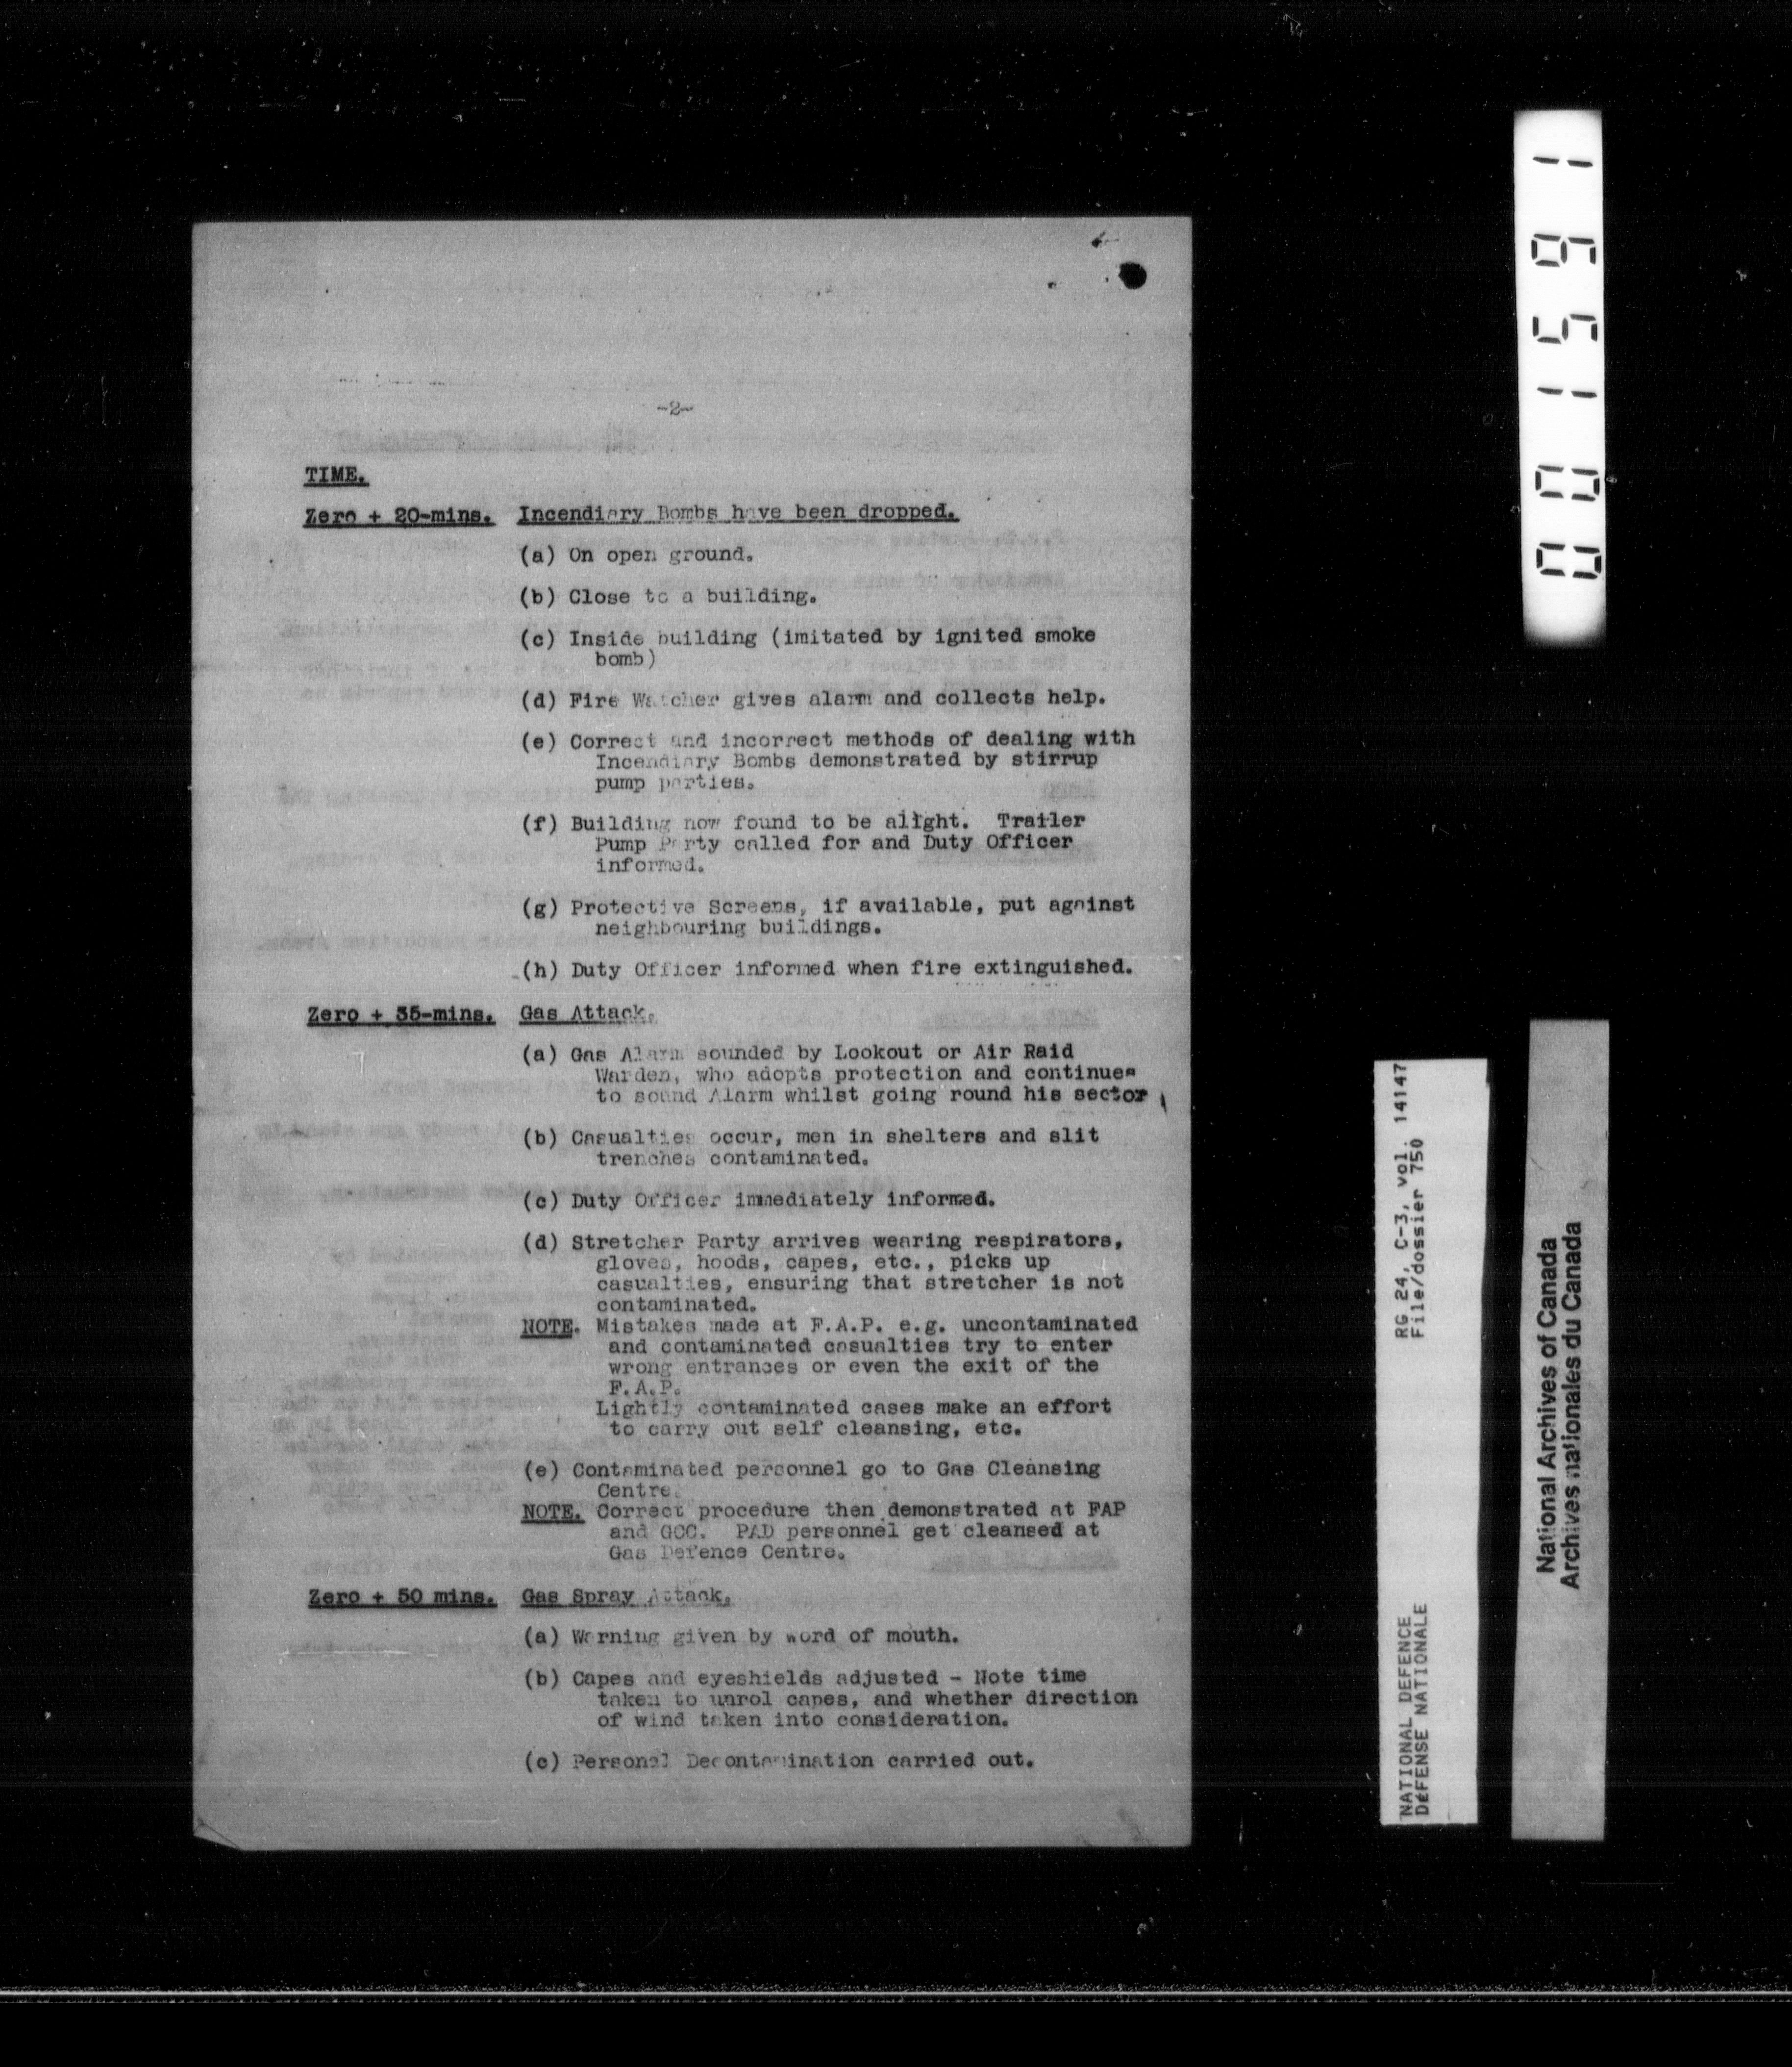 -2-
TIME.
Zero + 20-mins. Incendiary Bombs have been dropped.
(a) On open ground.
(b) Close to a building.
(c) Inside building (imitated by ignited smoke
bomb)
(d) Fire Watcher gives alarm and collects help.
(e) Correct and incorrect methods of dealing with
Incendiary Bombs demonstrated by stirrup
pump parties.
(f) Building now found to be alight. Trailer
Pump Party called for and Duty Officer
informed.
(g) Protective Screens, if available, put against
neighbouring buildings.
(h) Duty Officer informed when fire extinguished.
Zero + 35-mins. Gas Attack.
(a) Gas Alarm sounded by Lookout or Air Raid
Warden, who adopts protection and continues
to sound Alarm whilst going round his sector
(b) Casualties occur, men in shelters and slit
trenches contaminated.
(c) Duty Officer immediately informed.
(d) Stretcher Party arrives wearing respirators,
gloves, hoods, capes, etc., picks up
casualties, ensuring that stretcher is not
contaminated.
NOTE. Mistakes made at F.A.P. e.g. uncontaminated
and contaminated casualties try to enter
wrong entrances or even the exit of the
F.A.P.
Lightly contaminated cases make an effort
to carry out self cleansing, etc.
(e) Contaminated personnel go to Gas Cleansing
Centre.
NOTE. Correct procedure then demonstrated at FAP
and GCC. PAD personnel get cleansed at
Gas Defence Centre.
Zero + 50 mins. Gas Spray Attack.
(a) Warning given by word of mouth.
(b) Capes and eyeshields adjusted - Note time
taken to unrol capes, and whether direction
of wind taken into consideration.
(c) Personal Decontamination carried out.
001591
RG 24, C-3, vol. 14147
File/dossier 750
NATIONAL DEFENCE
DéFENSE NATIONALE
National Archives of Canada
Archives nationales du Canada